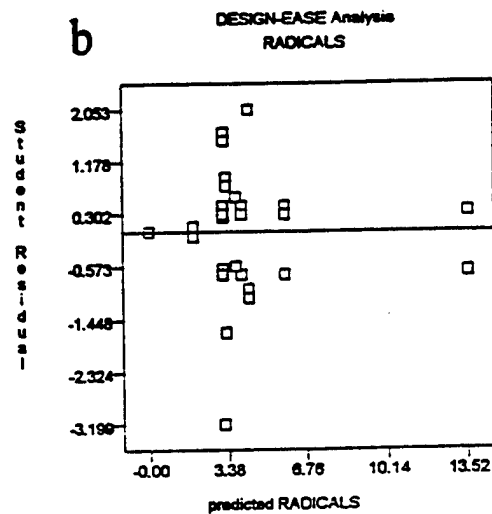 b
DESIGN-EASE Analysis
RADICALS
Student Residual
2.053
1.178
0.302
-0.573
-1.448
-2.324
-3.199
-0.00
3.38
6.76
10.14
13.52
predicted RADICALS